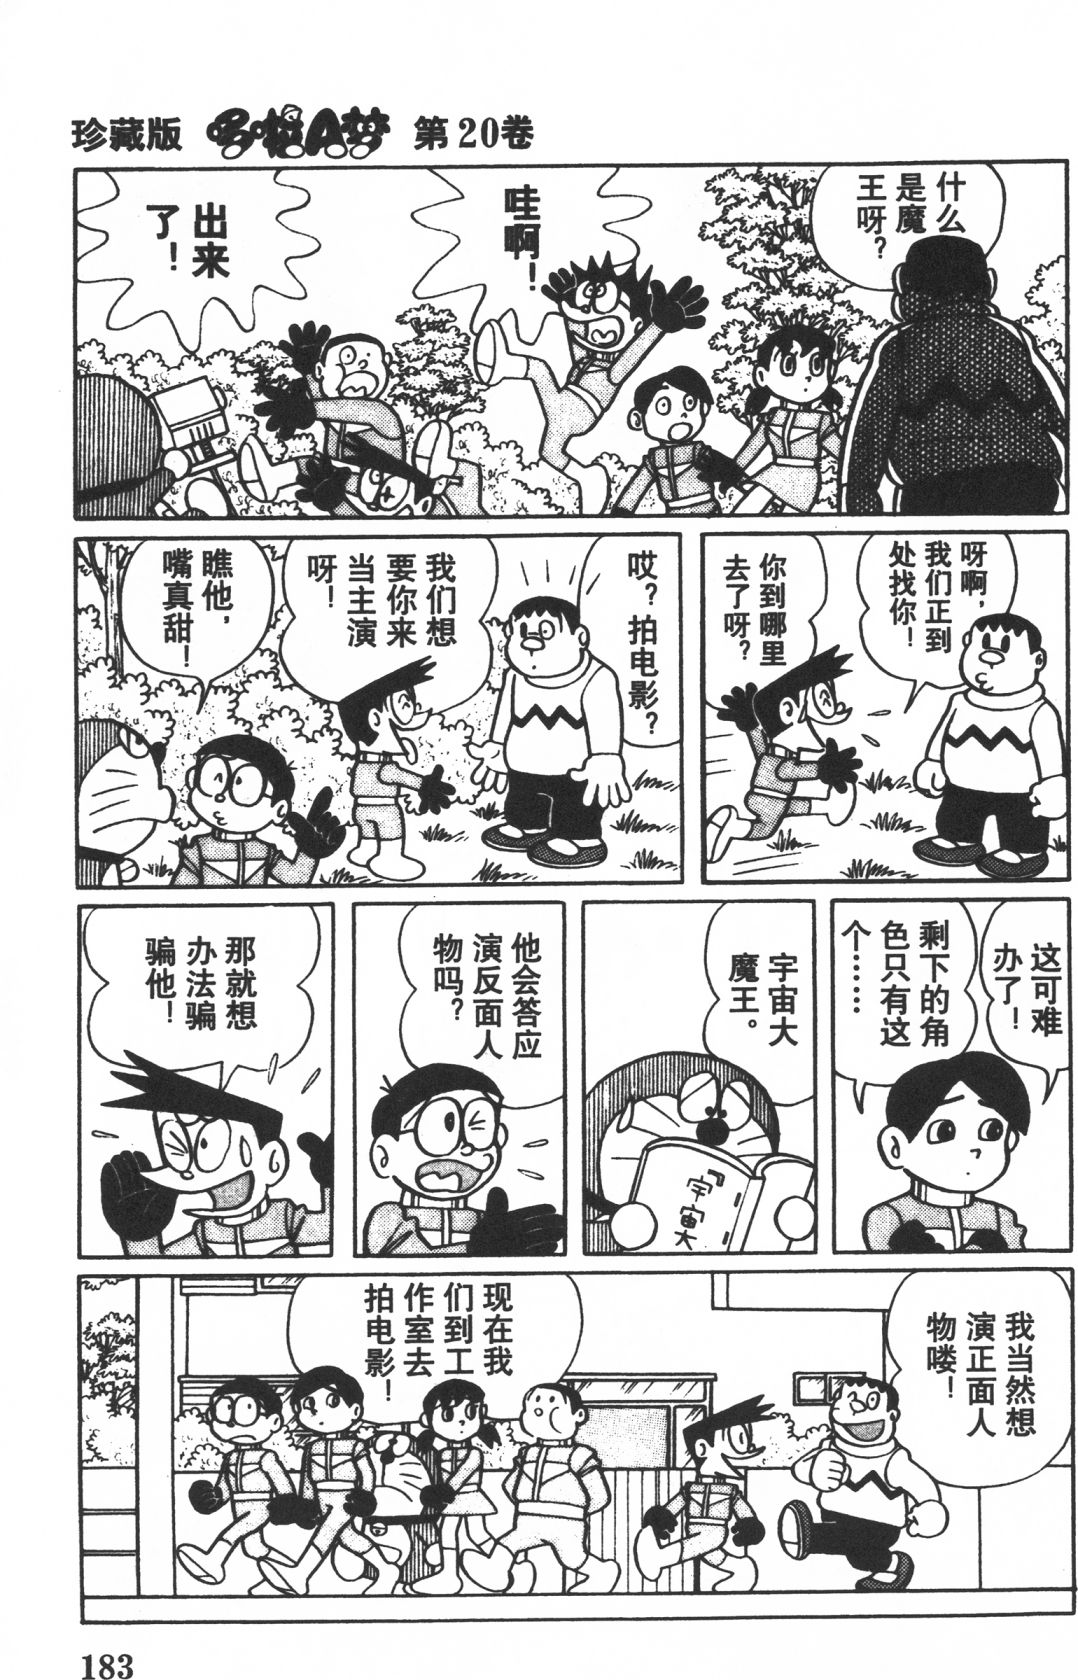 珍藏版 哆啦A梦 第20卷
什么
是魔
王呀？
哇啊！
出来
了！
呀啊，
我们正到
处找你！
你到哪里
去了呀？
哎？拍电影？
我们想
要你来
当主演
呀！
瞧他，
嘴真甜！
这可难
办了！
剩下的角
色只有这
个……
宇宙大
魔王。
『宇宙大
他会答应
演反面人
物吗？
那就想
办法骗
骗他！
我当然想
演正面人
物喽！
现在我
们到工
作室去
拍电影！
183